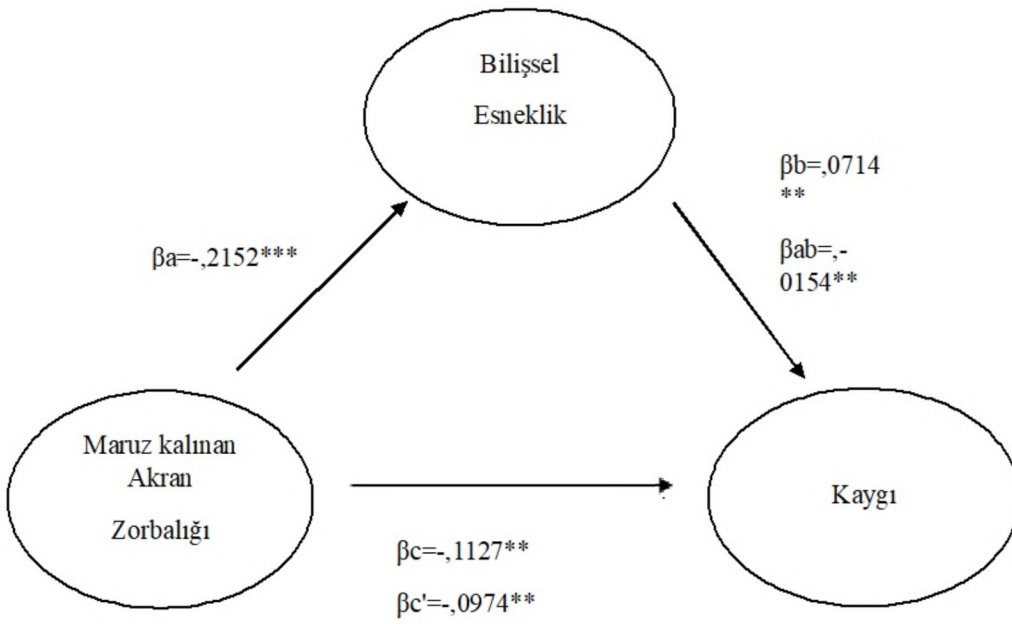 Bilişsel
Esneklik
βb=,0714
**
βa=-,2152***
βab=,-
0154**
Maruz kalınan
Akran
Zorbalığı
Kaygı
βc=-,1127**
βc'=-,0974**